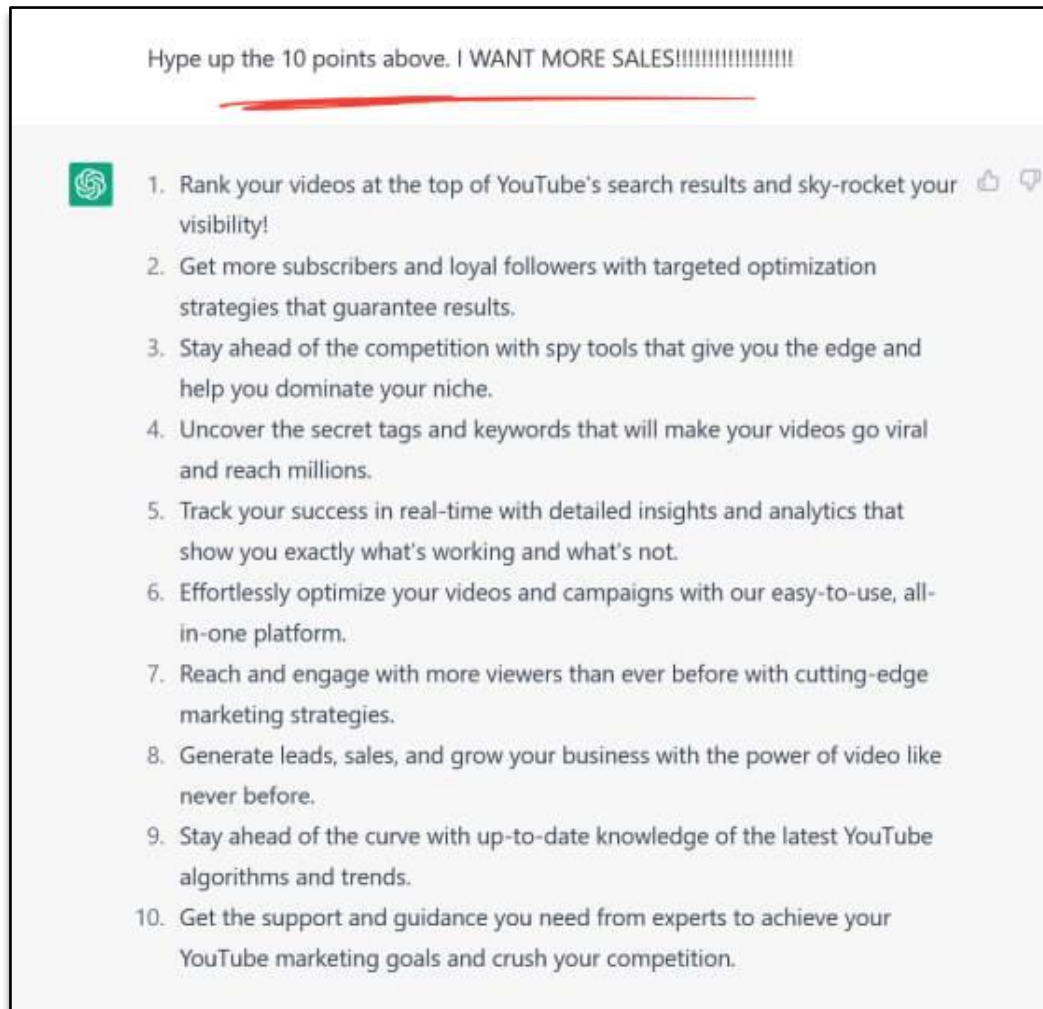 Hype up the 10 points above. I WANT MORE SALES!!!!!!!!!!!!!!!!!!
1. Rank your videos at the top of YouTube's search results and sky-rocket your
visibility!
2. Get more subscribers and loyal followers with targeted optimization
strategies that guarantee results.
3. Stay ahead of the competition with spy tools that give you the edge and
help you dominate your niche.
4. Uncover the secret tags and keywords that will make your videos go viral
and reach millions.
5. Track your success in real-time with detailed insights and analytics that
show you exactly what's working and what's not.
6. Effortlessly optimize your videos and campaigns with our easy-to-use, all-
in-one platform.
7. Reach and engage with more viewers than ever before with cutting-edge
marketing strategies.
8. Generate leads, sales, and grow your business with the power of video like
never before.
9. Stay ahead of the curve with up-to-date knowledge of the latest YouTube
algorithms and trends.
10. Get the support and guidance you need from experts to achieve your
YouTube marketing goals and crush your competition.